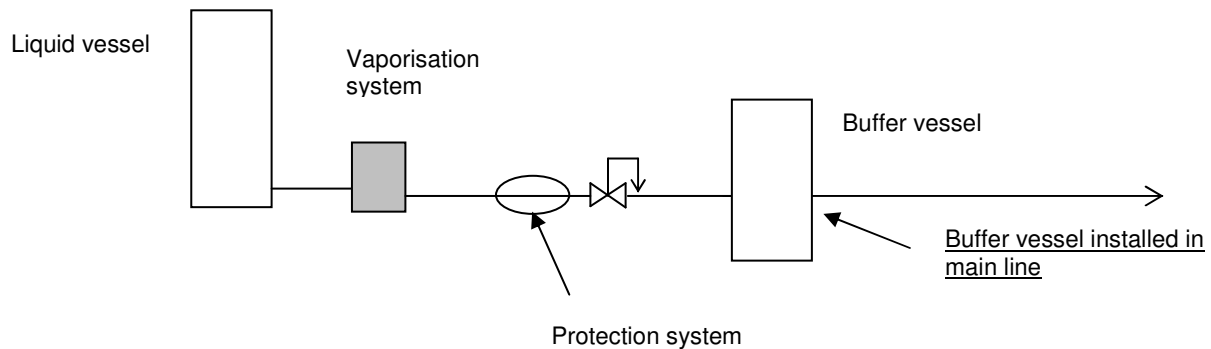 Liquid vessel
Vaporisation
system
Buffer vessel
Buffer vessel installed in
main line
Protection system